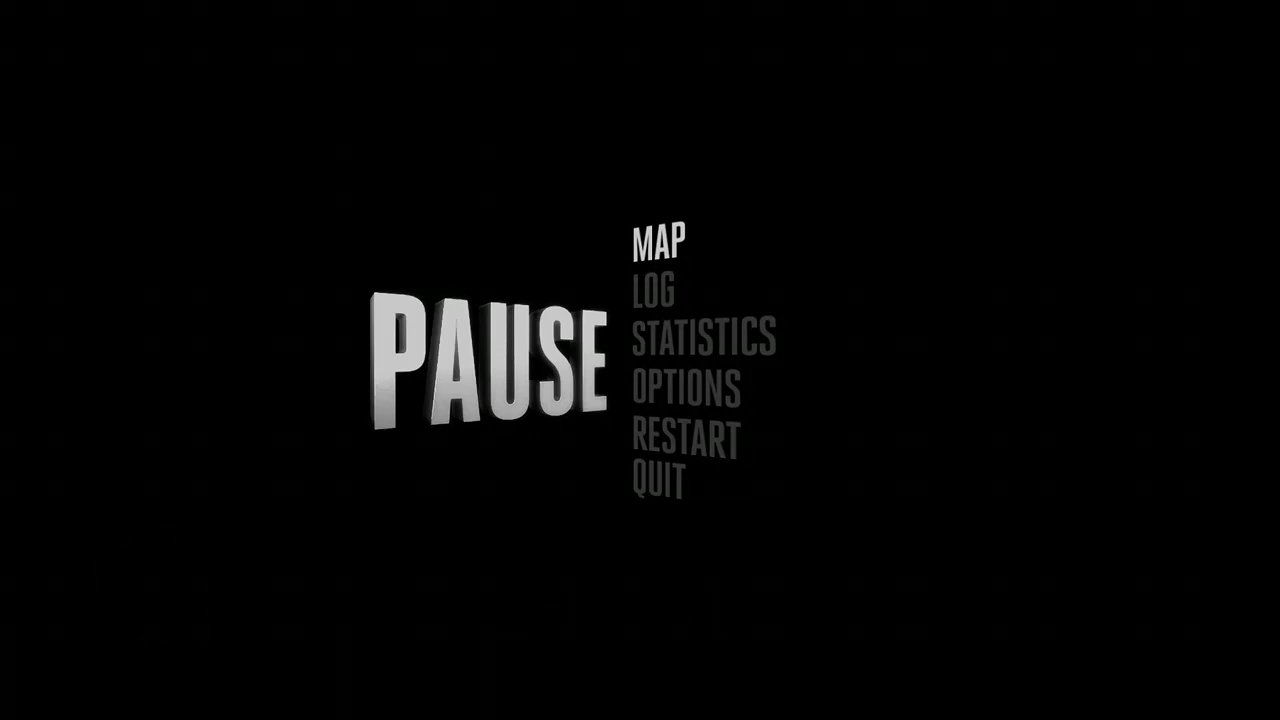 PAUSE
MAP
LOG
STATISTICS
OPTIONS
RESTART
QUIT